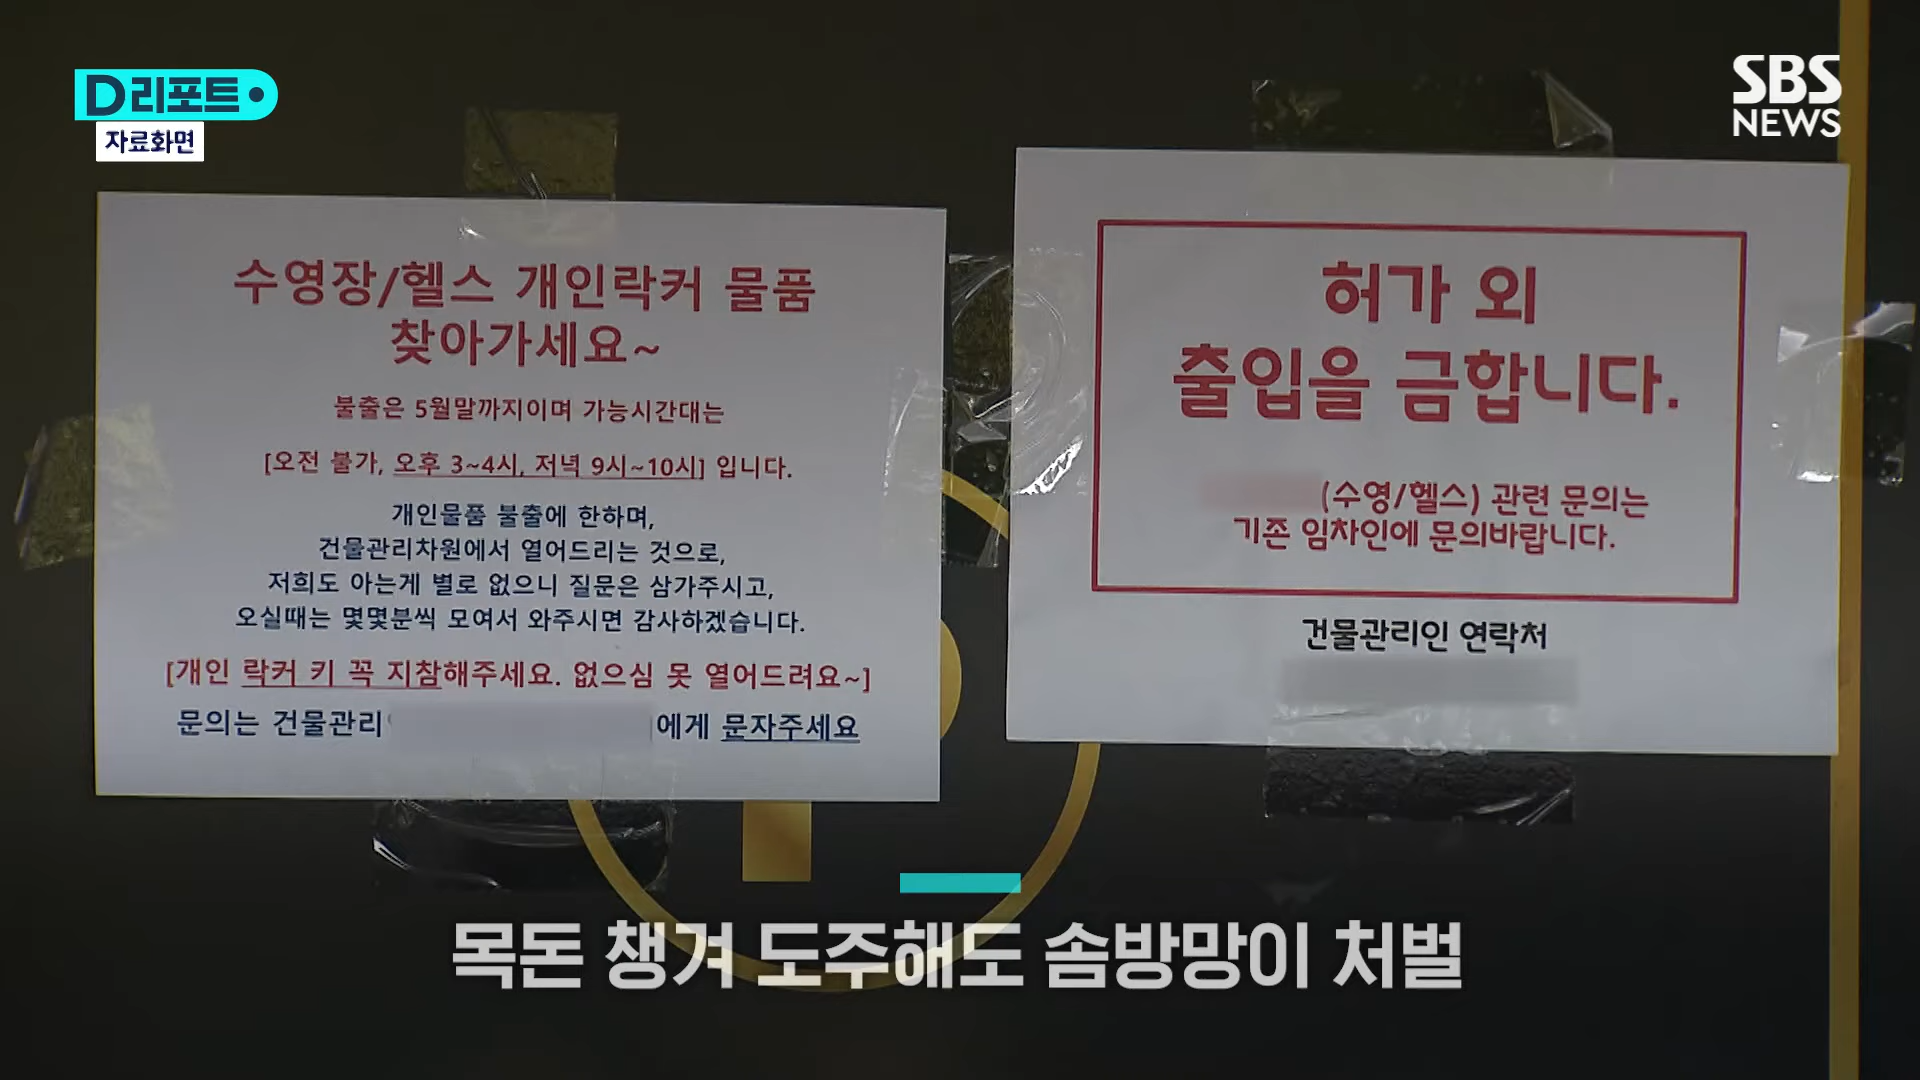 D리포트
자료화면
SBS
NEWS
수영장/헬스 개인락커 물품
찾아가세요~
불출은 5월말까지이며 가능시간대는
[오전 불가, 오후 3~4시, 저녁 9시~10시] 입니다.
개인물품 불출에 한하며,
건물관리차원에서 열어드리는 것으로,
저희도 아는게 별로 없으니 질문은 삼가주시고,
오실때는 몇몇분씩 모여서 와주시면 감사하겠습니다.
[개인 락커 키 꼭 지참해주세요. 없으심 못 열어드려요~]
문의는 건물관리 에게 문자주세요
허가 외
출입을 금합니다.
(수영/헬스) 관련 문의는
기존 임차인에 문의바랍니다.
건물관리인 연락처
목돈 챙겨 도주해도 솜방망이 처벌